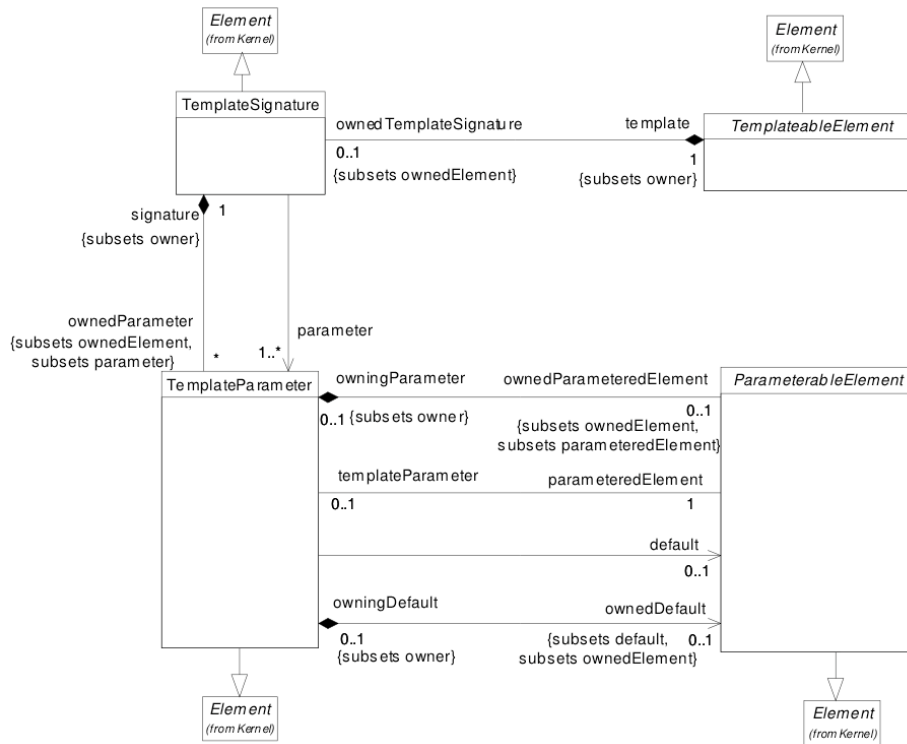 Element
(from Kernel)
Element
(from Kernel)
TemplateSignature
ownedTemplateSignature
template
TemplateableElement
0..1
1
{subsets ownedElement}
{subsets owner}
signature
1
{subsets owner}
ownedParameter
{subsets ownedElement,
subsets parameter}
*
parameter
1..*
TemplateParameter
owningParameter
ownedParameteredElement
ParameterableElement
0..1
{subsets owner}
0..1
{subsets ownedElement,
subsets parameteredElement}
templateParameter
parameteredElement
0..1
1
default
0..1
owningDefault
ownedDefault
0..1
{subsets owner}
{subsets default,
subsets ownedElement}
0..1
Element
(from Kernel)
Element
(from Kernel)